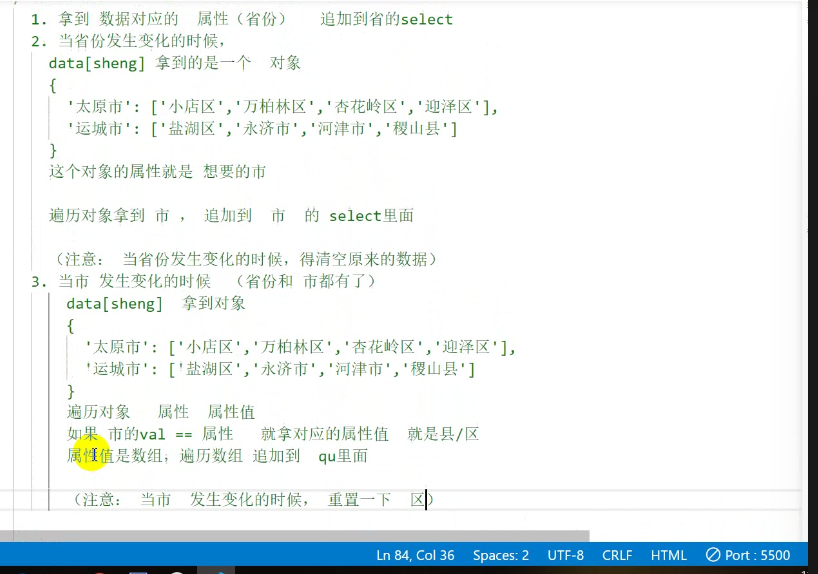 1. 拿到 数据对应的 属性（省份） 追加到省的select
2. 当省份发生变化的时候，
data[sheng] 拿到的是一个 对象
{
'太原市': ['小店区','万柏林区','杏花岭区','迎泽区'],
'运城市': ['盐湖区','永济市','河津市','稷山县']
}
这个对象的属性就是 想要的市
遍历对象拿到 市 ， 追加到 市 的 select里面
（注意： 当省份发生变化的时候，得清空原来的数据）
3. 当市 发生变化的时候 （省份和 市都有了）
data[sheng] 拿到对象
{
'太原市': ['小店区','万柏林区','杏花岭区','迎泽区'],
'运城市': ['盐湖区','永济市','河津市','稷山县']
}
遍历对象 属性 属性值
如果 市的val == 属性 就拿对应的属性值 就是县/区
属性值是数组，遍历数组 追加到 qu里面
（注意： 当市 发生变化的时候， 重置一下 区）
Ln 84, Col 36 Spaces: 2 UTF-8 CRLF HTML Port : 5500